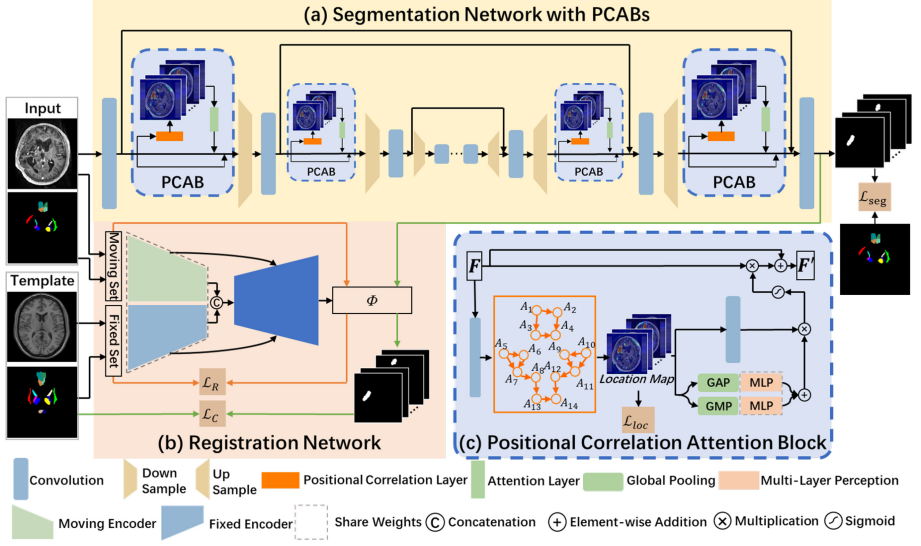 (a) Segmentation Network with PCABs
Input
PCAB
PCAB
PCAB
PCAB
ℒseg
Template
Moving Set
Fixed Set
C
Φ
ℒR
ℒC
(b) Registration Network
F
F′
A1 A2
A3 A4
A5 A6 A9 A10
A7 A8 A12 A11
A13 A14
Location Map
ℒloc
GAP MLP
GMP MLP
(c) Positional Correlation Attention Block
Convolution
Down Sample
Up Sample
Positional Correlation Layer
Attention Layer
Global Pooling
Multi-Layer Perception
Moving Encoder
Fixed Encoder
Share Weights
C Concatenation
+ Element-wise Addition
× Multiplication
Sigmoid